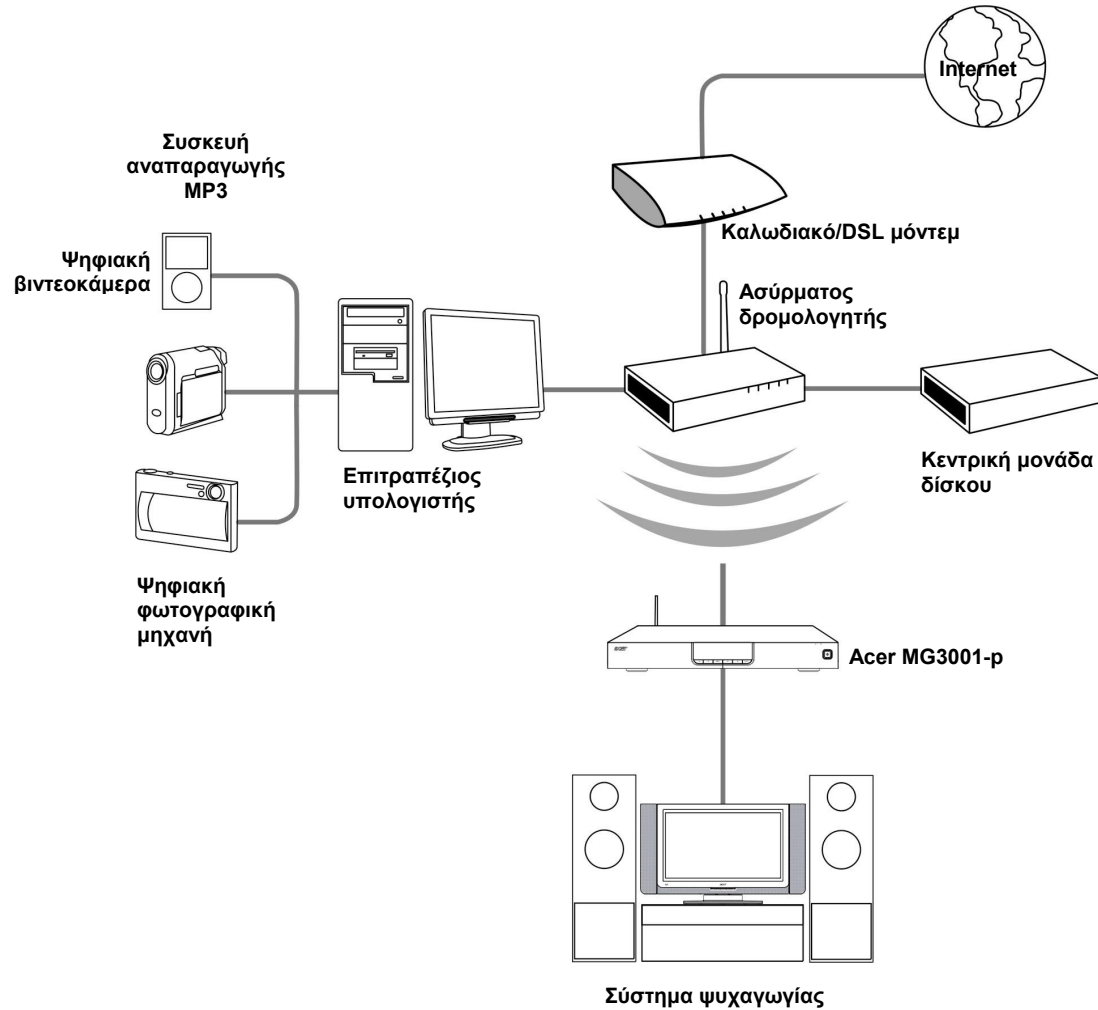 Internet
Συσκευή
αναπαραγωγής
MP3
Καλωδιακό/DSL μόντεμ
Ψηφιακή
βιντεοκάμερα
Ασύρματος
δρομολογητής
Επιτραπέζιος
υπολογιστής
Κεντρική μονάδα
δίσκου
Ψηφιακή
φωτογραφική
μηχανή
acer
Acer MG3001-p
Σύστημα ψυχαγωγίας